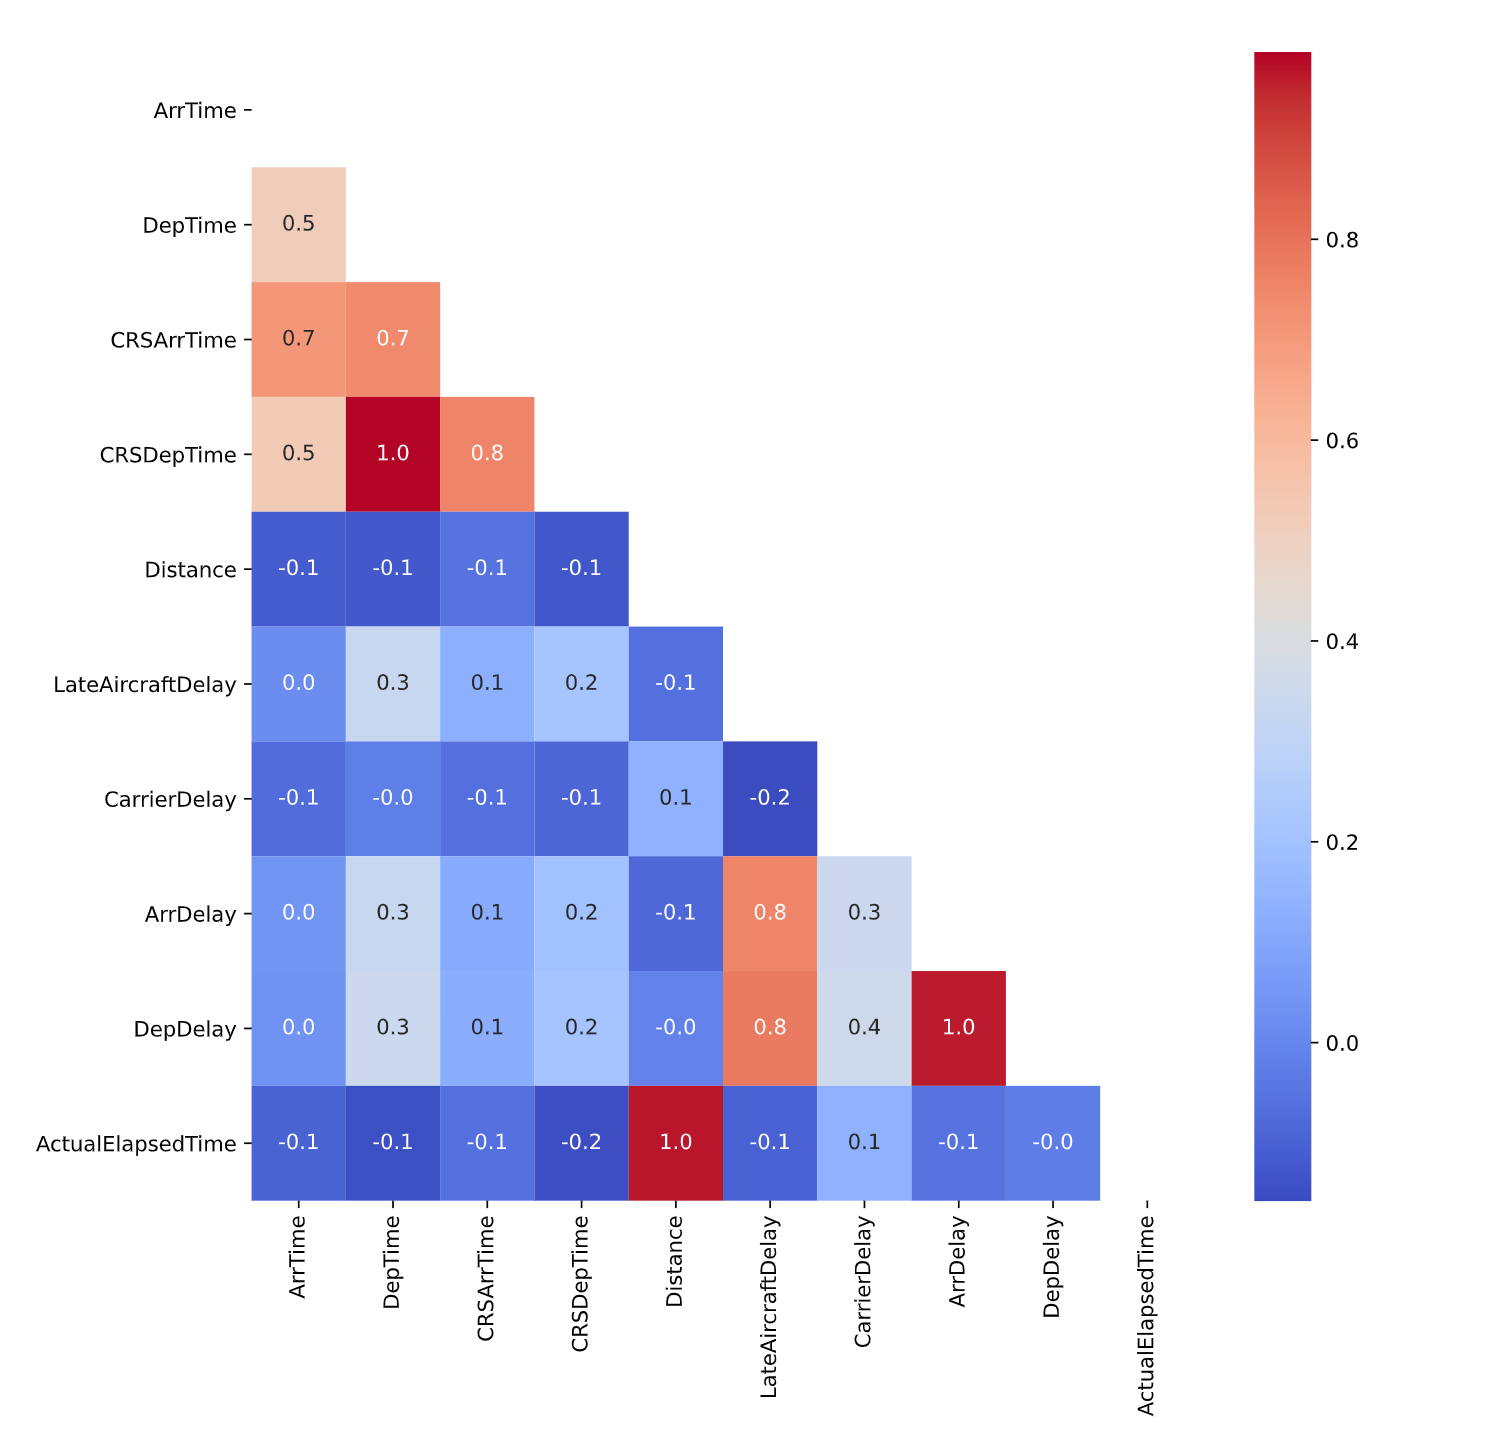 ArrTime
DepTime 0.5
CRSArrTime 0.7 0.7
CRSDepTime 0.5 1.0 0.8
Distance -0.1 -0.1 -0.1 -0.1
LateAircraftDelay 0.0 0.3 0.1 0.2 -0.1
CarrierDelay -0.1 -0.0 -0.1 -0.1 0.1 -0.2
ArrDelay 0.0 0.3 0.1 0.2 -0.1 0.8 0.3
DepDelay 0.0 0.3 0.1 0.2 -0.0 0.8 0.4 1.0
ActualElapsedTime -0.1 -0.1 -0.1 -0.2 1.0 -0.1 0.1 -0.1 -0.0
ArrTime
DepTime
CRSArrTime
CRSDepTime
Distance
LateAircraftDelay
CarrierDelay
ArrDelay
DepDelay
ActualElapsedTime
0.8
0.6
0.4
0.2
0.0